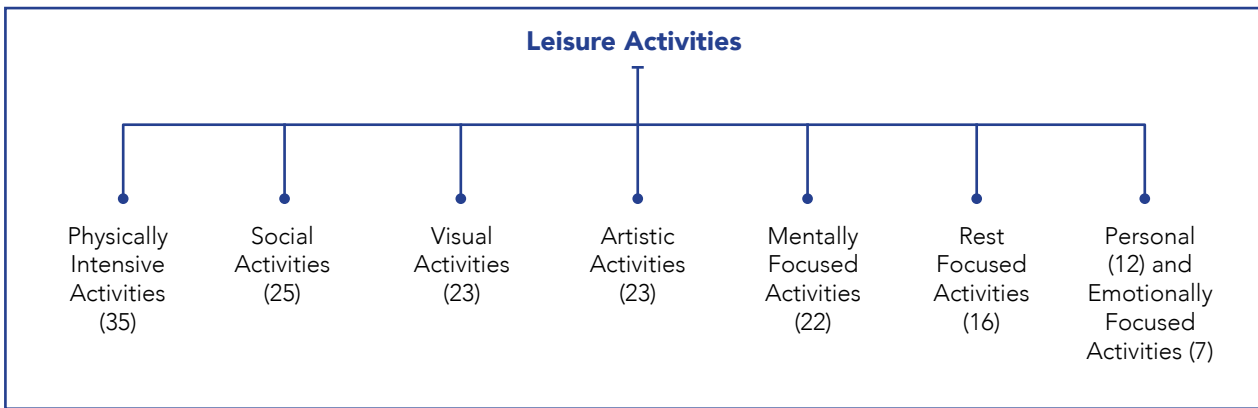 Leisure Activities
Physically
Intensive
Activities
(35)
Social
Activities
(25)
Visual
Activities
(23)
Artistic
Activities
(23)
Mentally
Focused
Activities
(22)
Rest
Focused
Activities
(16)
Personal
(12) and
Emotionally
Focused
Activities (7)